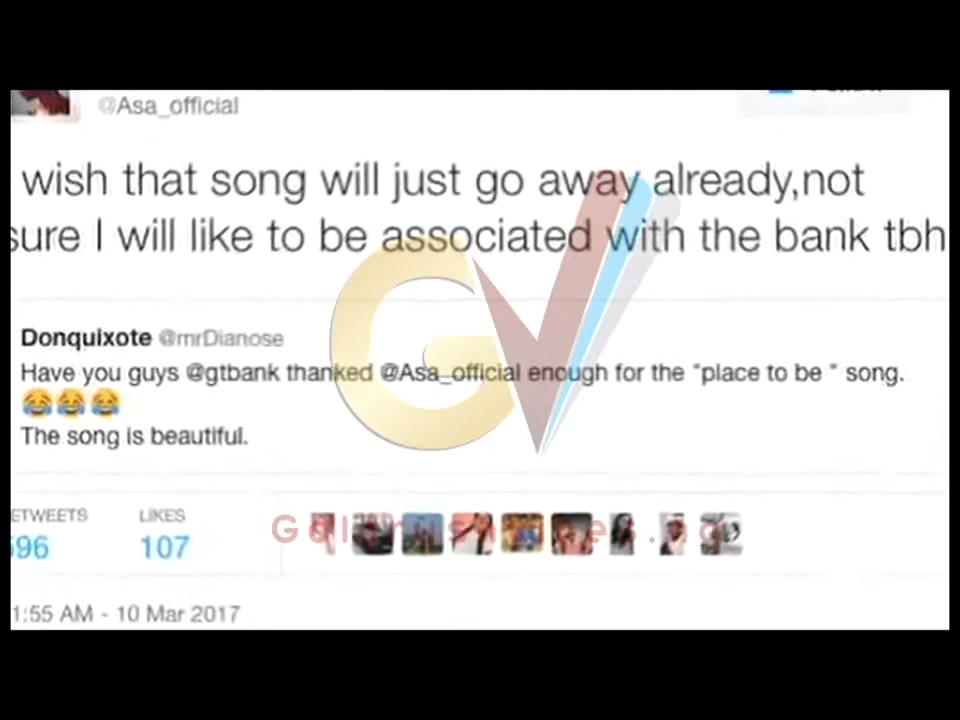 @Asa_official
wish that song will just go away already,not
sure I will like to be associated with the bank tbh
Donquixote @mrDianose
Have you guys @gtbank thanked @Asa_official enough for the "place to be " song.
😂😂😂
The song is beautiful.
ETWEETS LIKES
96 107
1:55 AM - 10 Mar 2017
GV